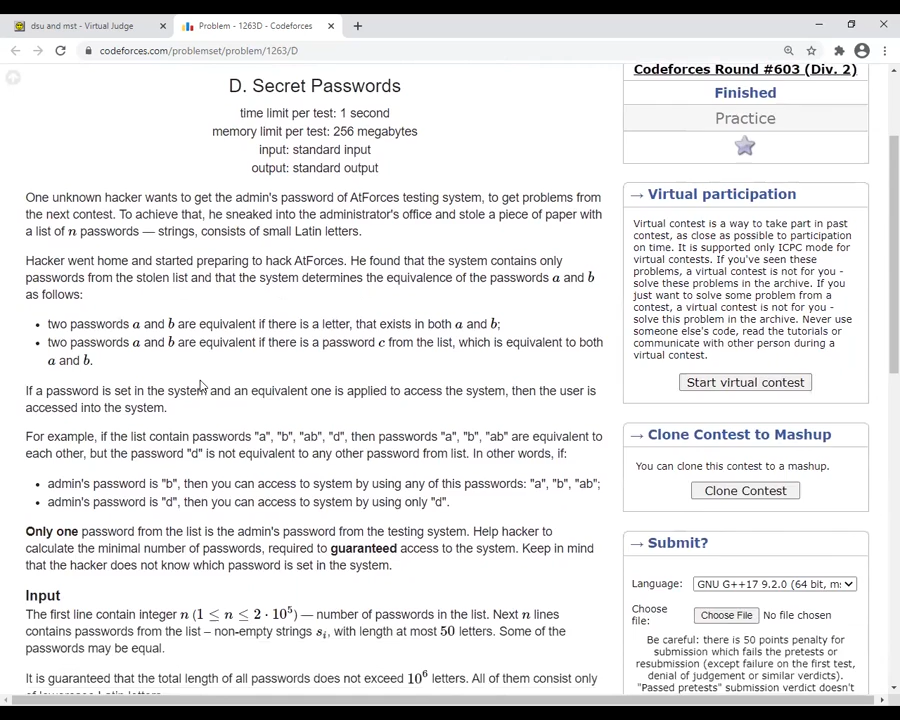 dsu and mst - Virtual Judge
Problem - 1263D - Codeforces
codeforces.com/problemset/problem/1263/D
D. Secret Passwords
time limit per test: 1 second
memory limit per test: 256 megabytes
input: standard input
output: standard output
One unknown hacker wants to get the admin's password of AtForces testing system, to get problems from
the next contest. To achieve that, he sneaked into the administrator's office and stole a piece of paper with
a list of n passwords — strings, consists of small Latin letters.
Hacker went home and started preparing to hack AtForces. He found that the system contains only
passwords from the stolen list and that the system determines the equivalence of the passwords a and b
as follows:
• two passwords a and b are equivalent if there is a letter, that exists in both a and b;
• two passwords a and b are equivalent if there is a password c from the list, which is equivalent to both
a and b.
If a password is set in the system and an equivalent one is applied to access the system, then the user is
accessed into the system.
For example, if the list contain passwords "a", "b", "ab", "d", then passwords "a", "b", "ab" are equivalent to
each other, but the password "d" is not equivalent to any other password from list. In other words, if:
• admin's password is "b", then you can access to system by using any of this passwords: "a", "b", "ab";
• admin's password is "d", then you can access to system by using only "d".
Only one password from the list is the admin's password from the testing system. Help hacker to
calculate the minimal number of passwords, required to guaranteed access to the system. Keep in mind
that the hacker does not know which password is set in the system.
Input
The first line contain integer n (1 ≤ n ≤ 2 · 10⁵) — number of passwords in the list. Next n lines
contains passwords from the list – non-empty strings sᵢ, with length at most 50 letters. Some of the
passwords may be equal.
It is guaranteed that the total length of all passwords does not exceed 10⁶ letters. All of them consist only
of lowercase Latin letters.
Codeforces Round #603 (Div. 2)
Finished
Practice
→ Virtual participation
Virtual contest is a way to take part in past
contest, as close as possible to participation
on time. It is supported only ICPC mode for
virtual contests. If you've seen these
problems, a virtual contest is not for you -
solve these problems in the archive. If you
just want to solve some problem from a
contest, a virtual contest is not for you -
solve this problem in the archive. Never use
someone else's code, read the tutorials or
communicate with other person during a
virtual contest.
Start virtual contest
→ Clone Contest to Mashup
You can clone this contest to a mashup.
Clone Contest
→ Submit?
Language: GNU G++17 9.2.0 (64 bit, m:
Choose
file:
Choose File No file chosen
Be careful: there is 50 points penalty for
submission which fails the pretests or
resubmission (except failure on the first test,
denial of judgement or similar verdicts).
"Passed pretests" submission verdict doesn't